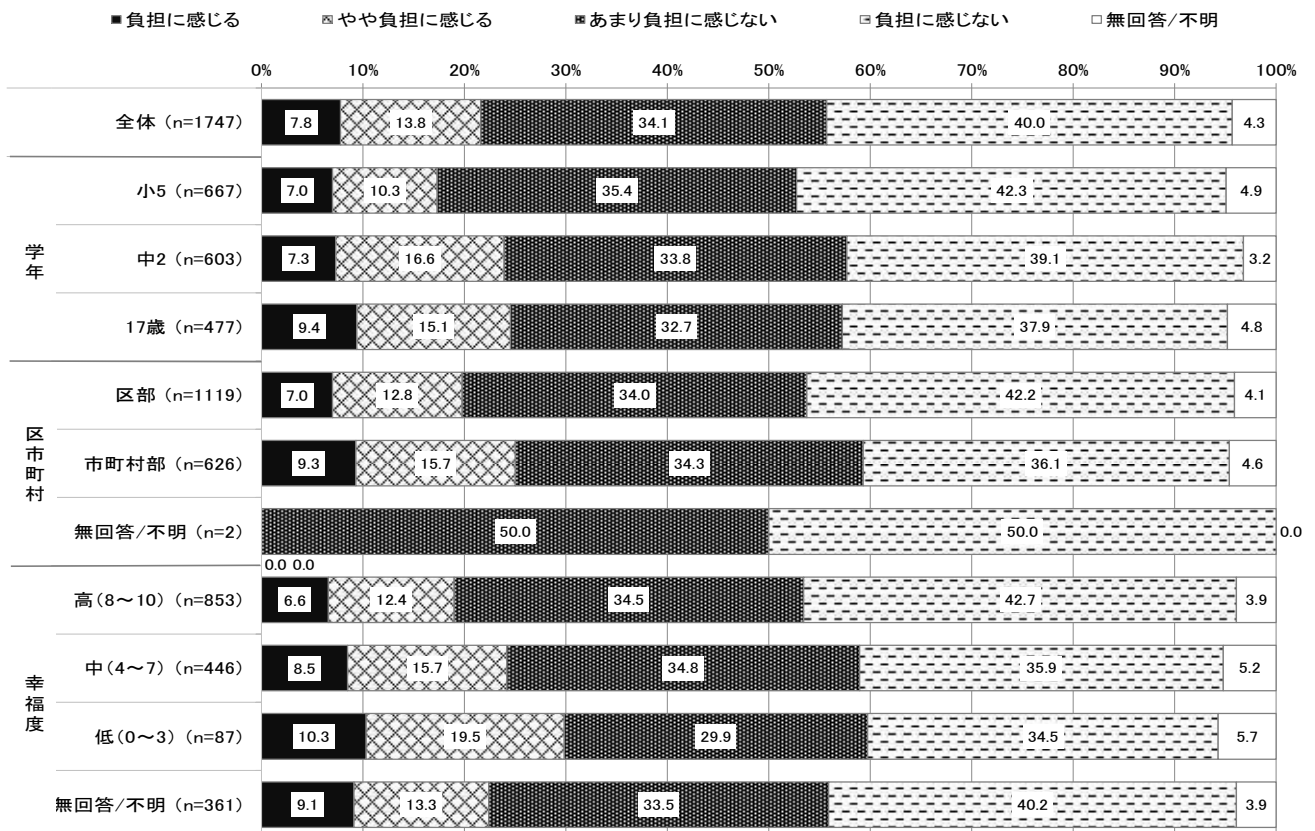 ■負担に感じる ▨やや負担に感じる ▩あまり負担に感じない ▤負担に感じない □無回答/不明
0% 10% 20% 30% 40% 50% 60% 70% 80% 90% 100%
全体 (n=1747) 7.8 13.8 34.1 40.0 4.3
学年
小5 (n=667) 7.0 10.3 35.4 42.3 4.9
中2 (n=603) 7.3 16.6 33.8 39.1 3.2
17歳 (n=477) 9.4 15.1 32.7 37.9 4.8
区市町村
区部 (n=1119) 7.0 12.8 34.0 42.2 4.1
市町村部 (n=626) 9.3 15.7 34.3 36.1 4.6
無回答/不明 (n=2) 50.0 50.0 0.0
0.0 0.0
幸福度
高(8～10) (n=853) 6.6 12.4 34.5 42.7 3.9
中(4～7) (n=446) 8.5 15.7 34.8 35.9 5.2
低(0～3) (n=87) 10.3 19.5 29.9 34.5 5.7
無回答/不明 (n=361) 9.1 13.3 33.5 40.2 3.9